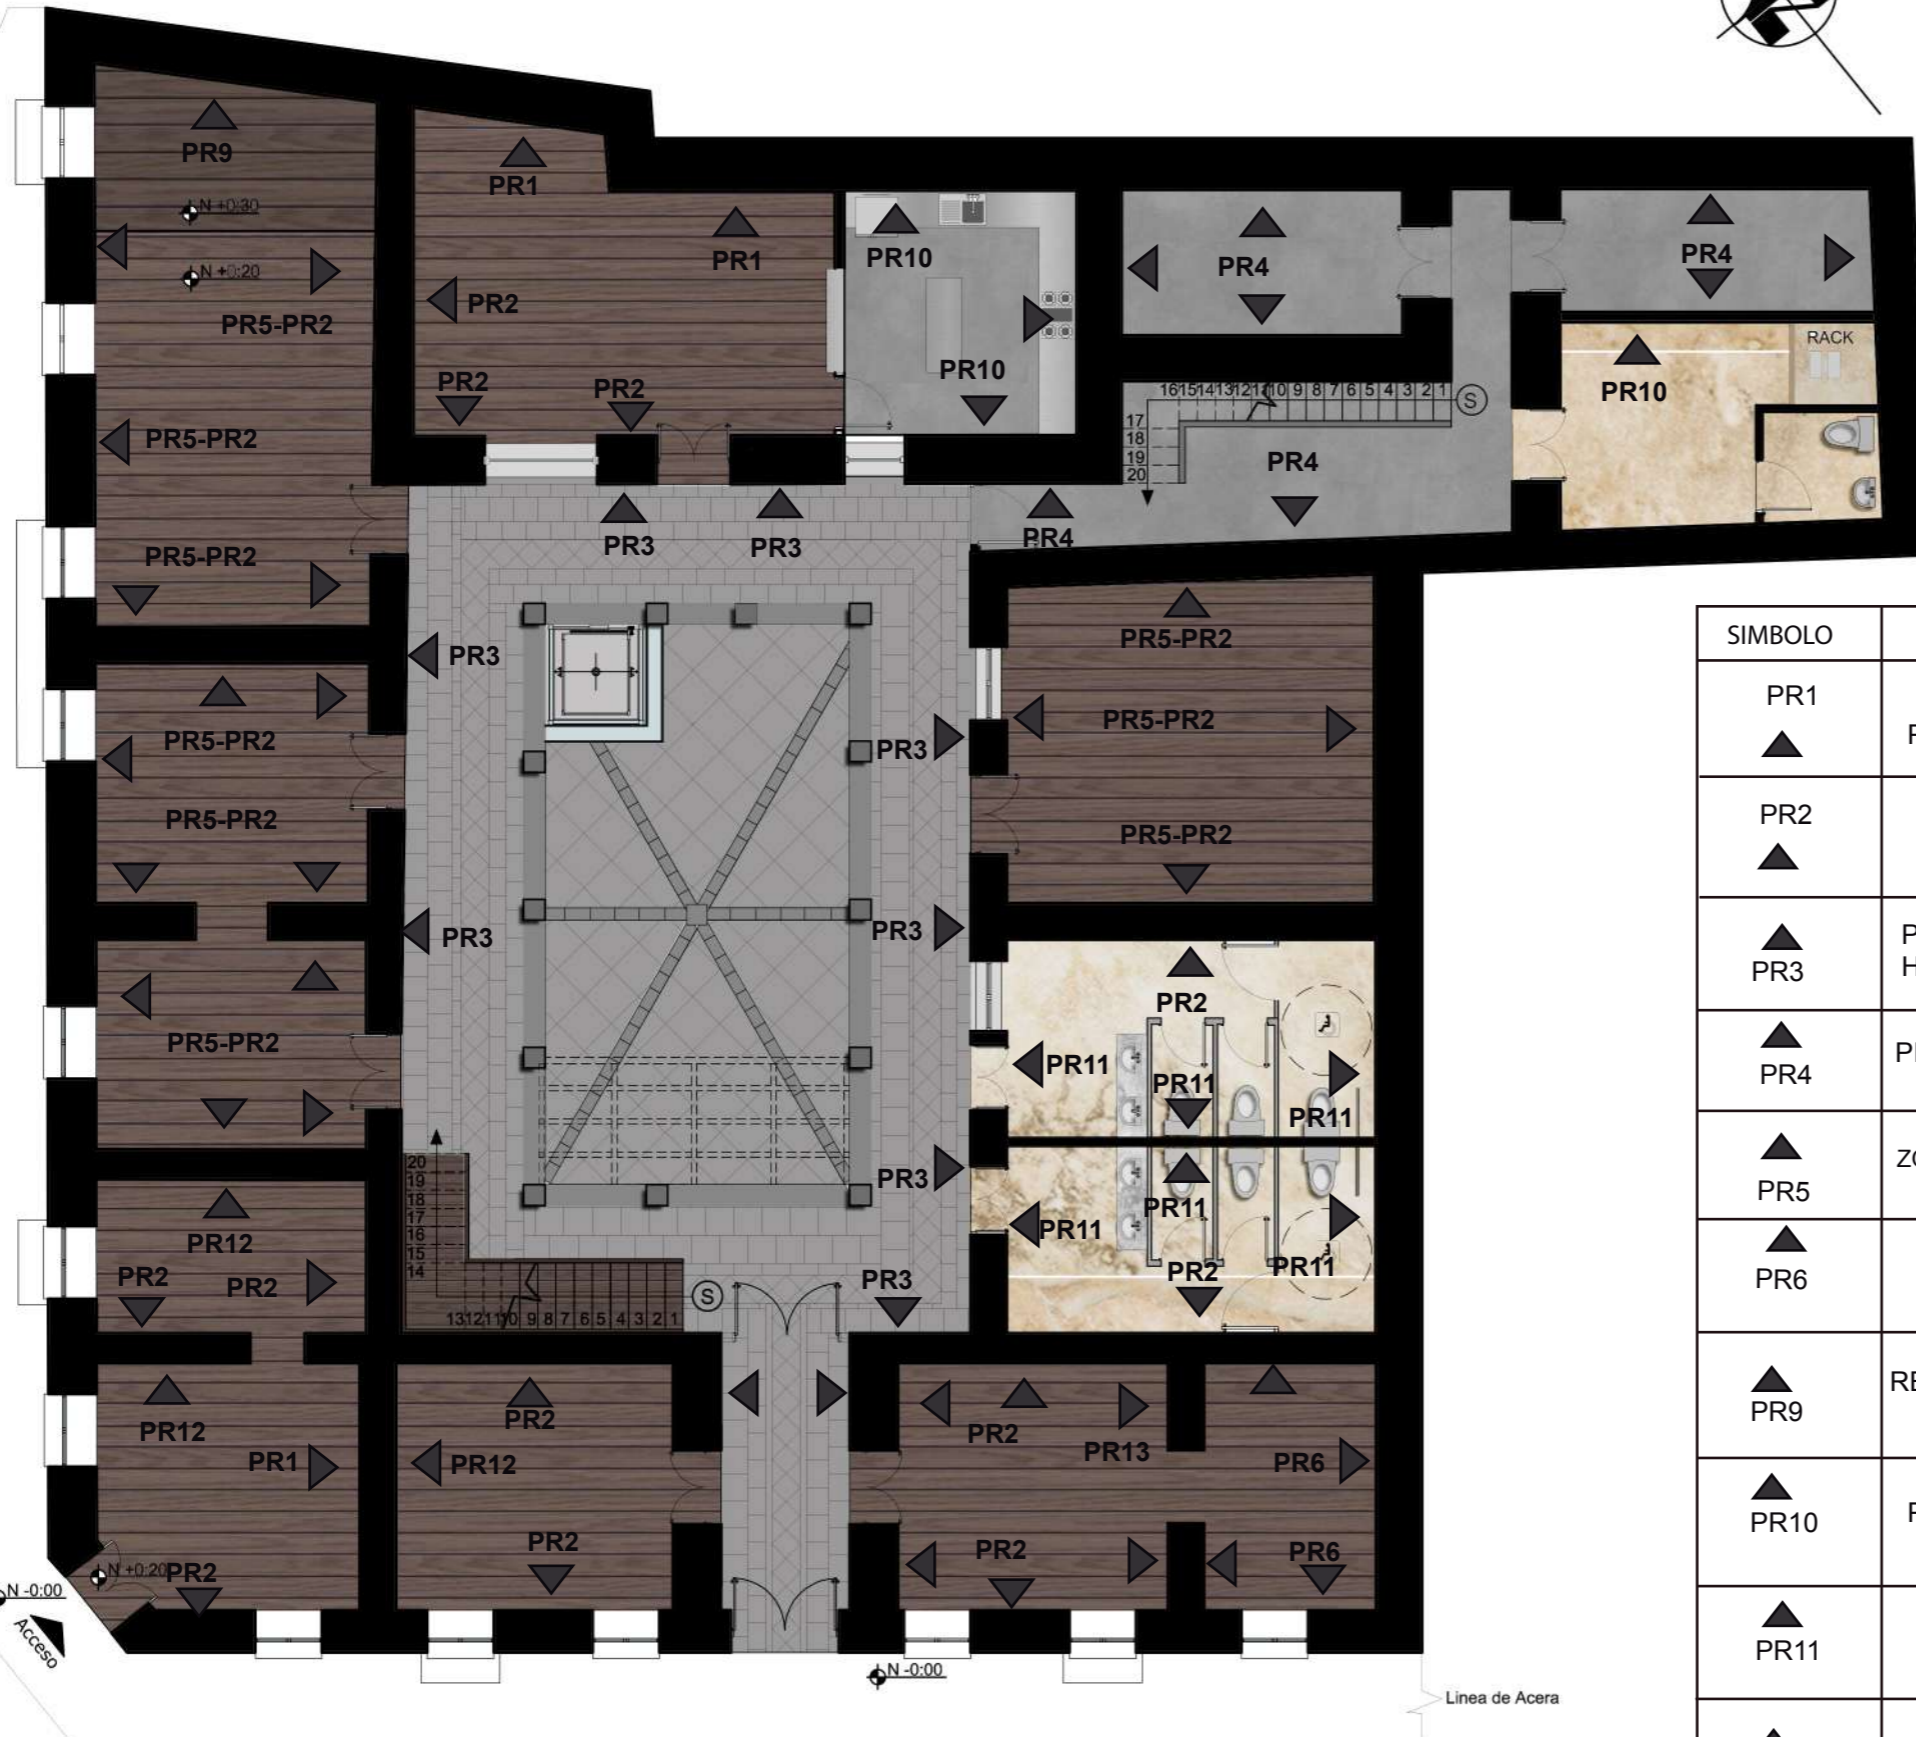 PR9
PR1
N +0:30
PR1
PR10
PR4
PR4
N +0:20
PR2
PR5-PR2
RACK
PR2
PR2
PR10
PR10
16 15 14 13 12 11 10 9 8 7 6 5 4 3 2 1
S
17
18
19
20
PR5-PR2
PR4
PR5-PR2
PR3
PR3
PR4
PR3
PR5-PR2
PR5-PR2
PR5-PR2
PR3
PR5-PR2
PR5-PR2
PR3
PR3
PR2
PR5-PR2
PR11
PR11
PR11
20
19
18
17
16
15
14
PR3
PR11
PR11
PR12
PR2
PR2
PR3
PR2
PR11
S
13 12 11 10 9 8 7 6 5 4 3 2 1
PR12
PR1
PR2
PR12
PR2
PR13
PR6
PR2
PR2
PR2
PR6
N +0:20
N -0:00
Acceso
N -0:00
Linea de Acera
SIMBOLO
PR1
PR2
PR3
PR4
PR5
PR6
PR9
PR10
PR11